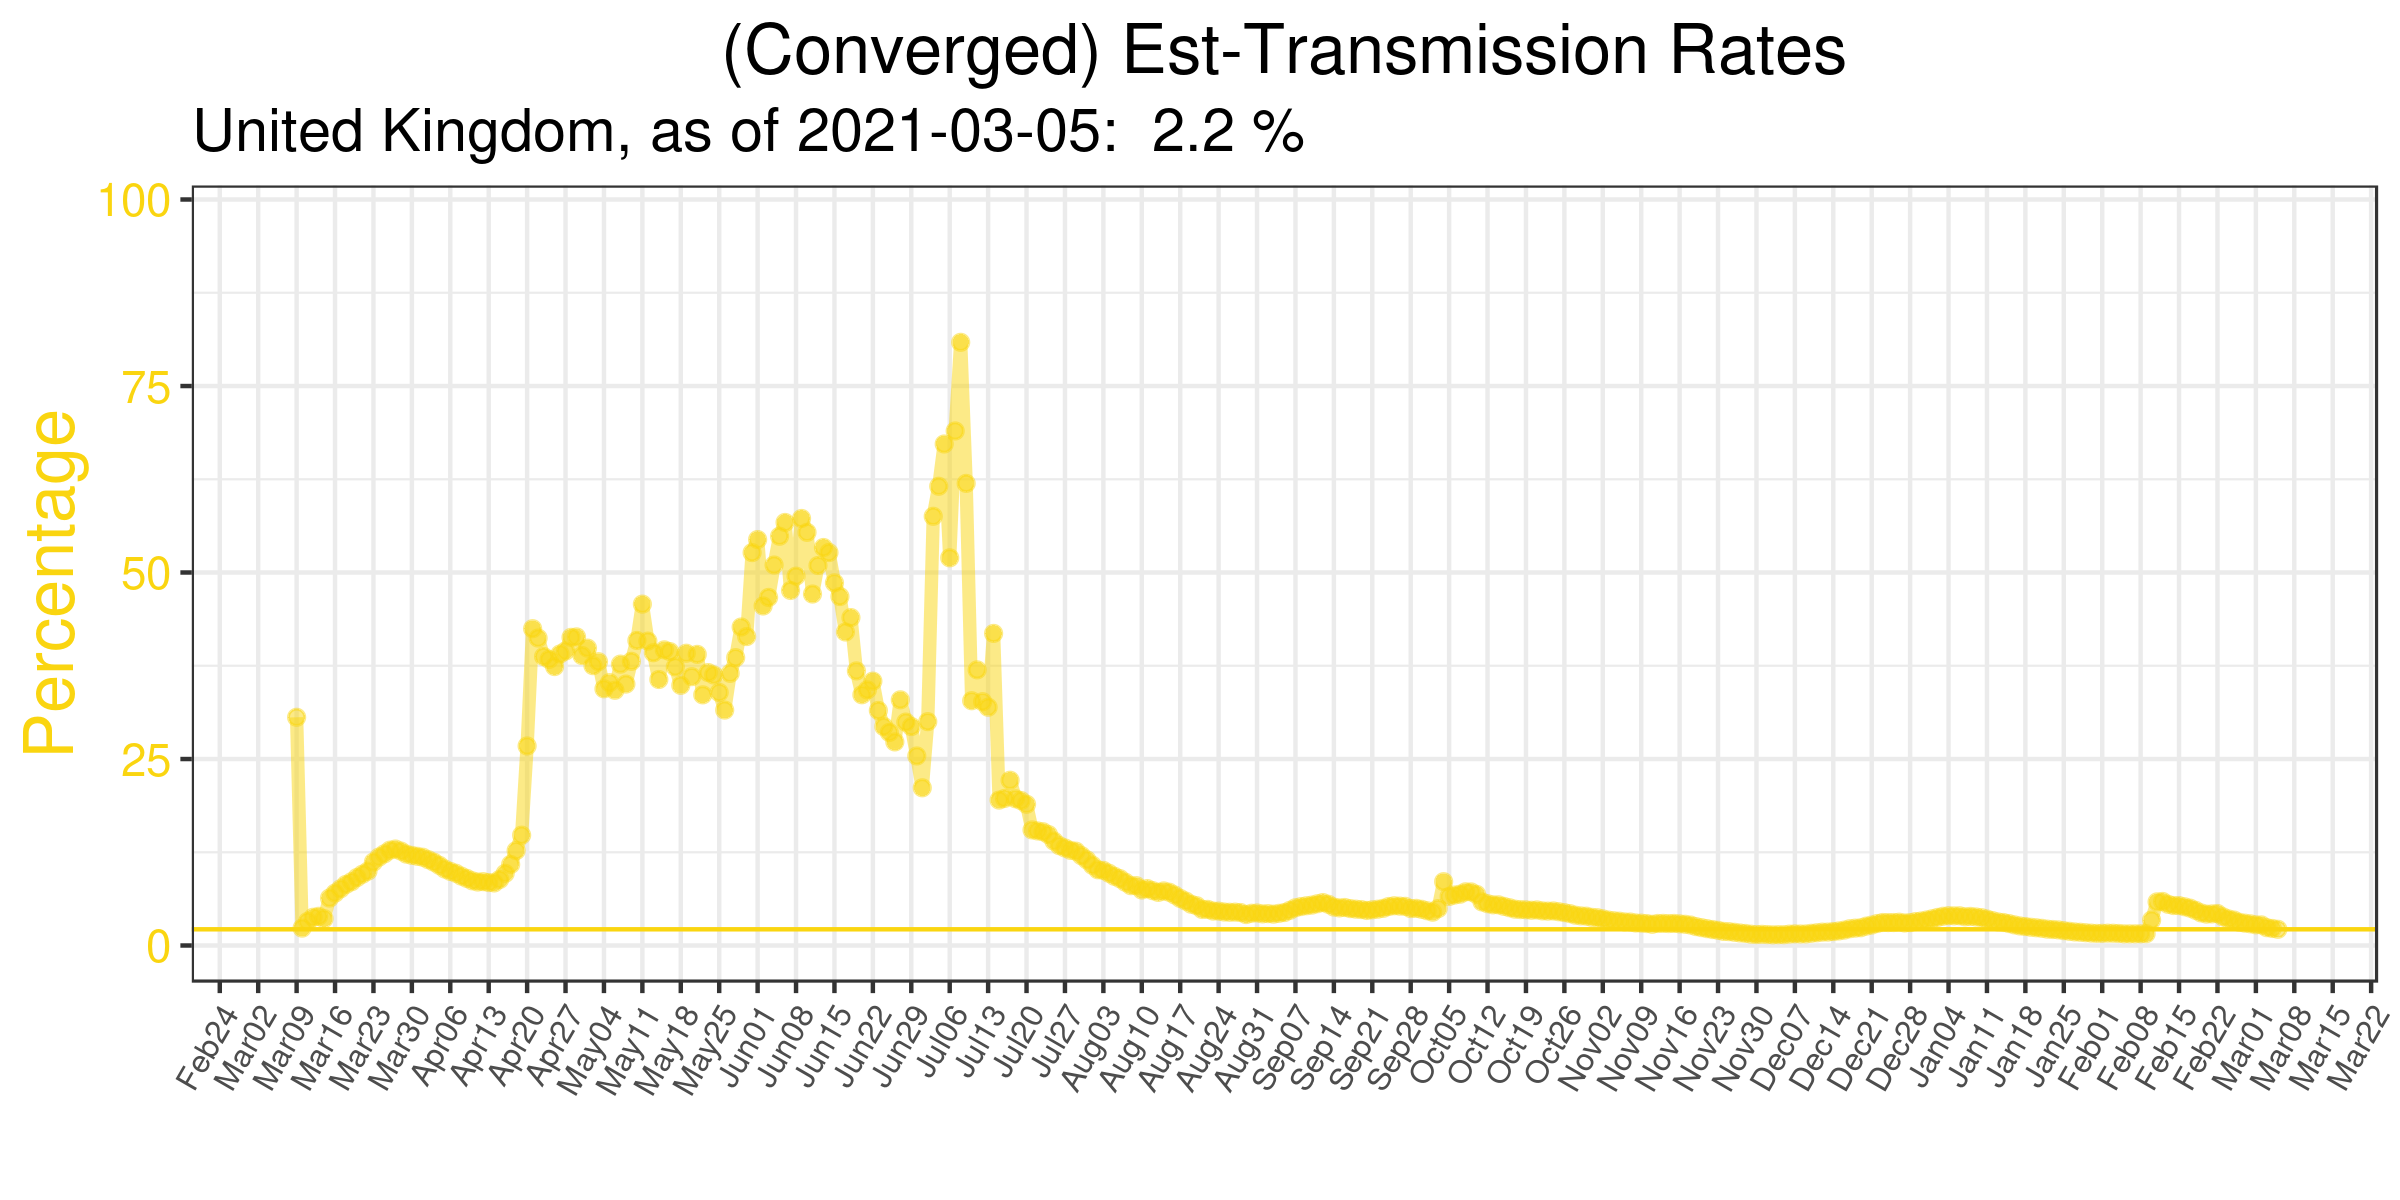 (Converged) Est-Transmission Rates
United Kingdom, as of 2021-03-05:  2.2 %
Percentage
100
75
50
25
0
Feb24 Mar02 Mar09 Mar16 Mar23 Mar30 Apr06 Apr13 Apr20 Apr27 May04 May11 May18 May25 Jun01 Jun08 Jun15 Jun22 Jun29 Jul06 Jul13 Jul20 Jul27 Aug03 Aug10 Aug17 Aug24 Aug31 Sep07 Sep14 Sep21 Sep28 Oct05 Oct12 Oct19 Oct26 Nov02 Nov09 Nov16 Nov23 Nov30 Dec07 Dec14 Dec21 Dec28 Dec04 Jan11 Jan18 Jan25 Feb01 Feb08 Feb15 Feb22 Mar01 Mar08 Mar15 Mar22